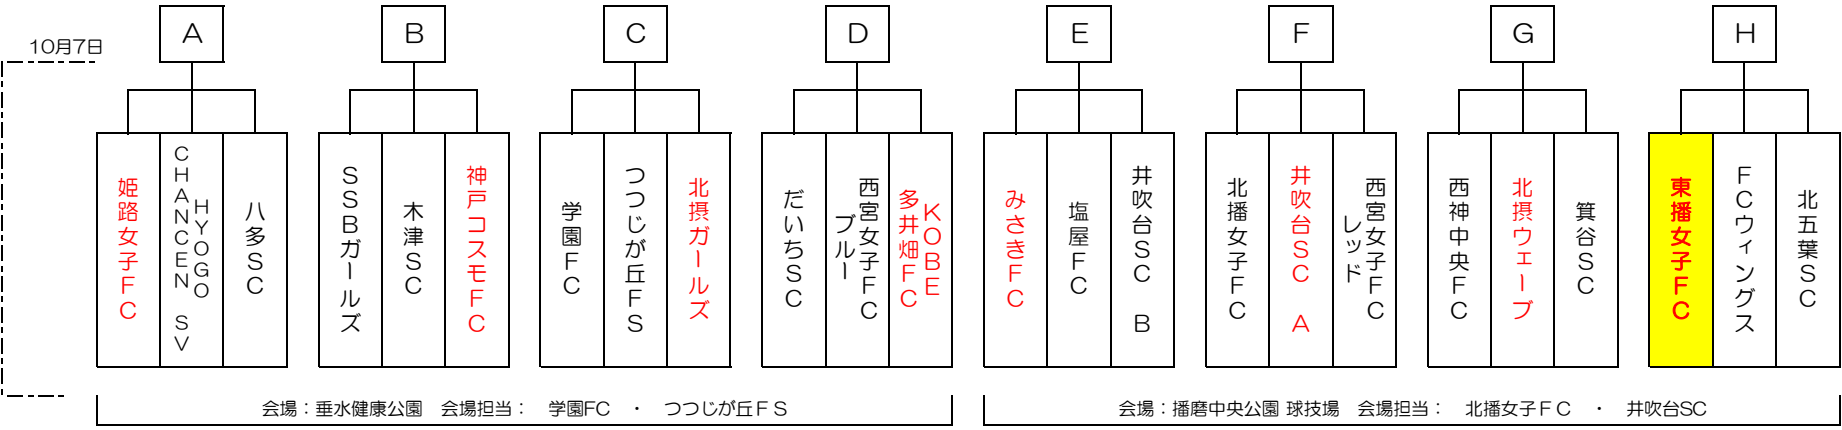 A
B
C
D
E
F
G
H
10月7日
姫路女子FC
HYOGO
CHANCEN SV
八多SC
SSBガールズ
木津SC
神戸コスモFC
学園FC
つつじが丘FS
北摂ガールズ
だいちSC
西宮女子FC
ブルー
KOBE
多井畑FC
みさきFC
塩屋FC
井吹台SC B
北播女子FC
井吹台SC A
西宮女子FC
レッド
西神中央FC
北摂ウェーブ
箕谷SC
東播女子FC
FCウィングス
北五葉SC
会場：垂水健康公園 会場担当： 学園FC ・ つつじが丘ＦＳ
会場：播磨中央公園 球技場 会場担当： 北播女子ＦＣ ・ 井吹台SC